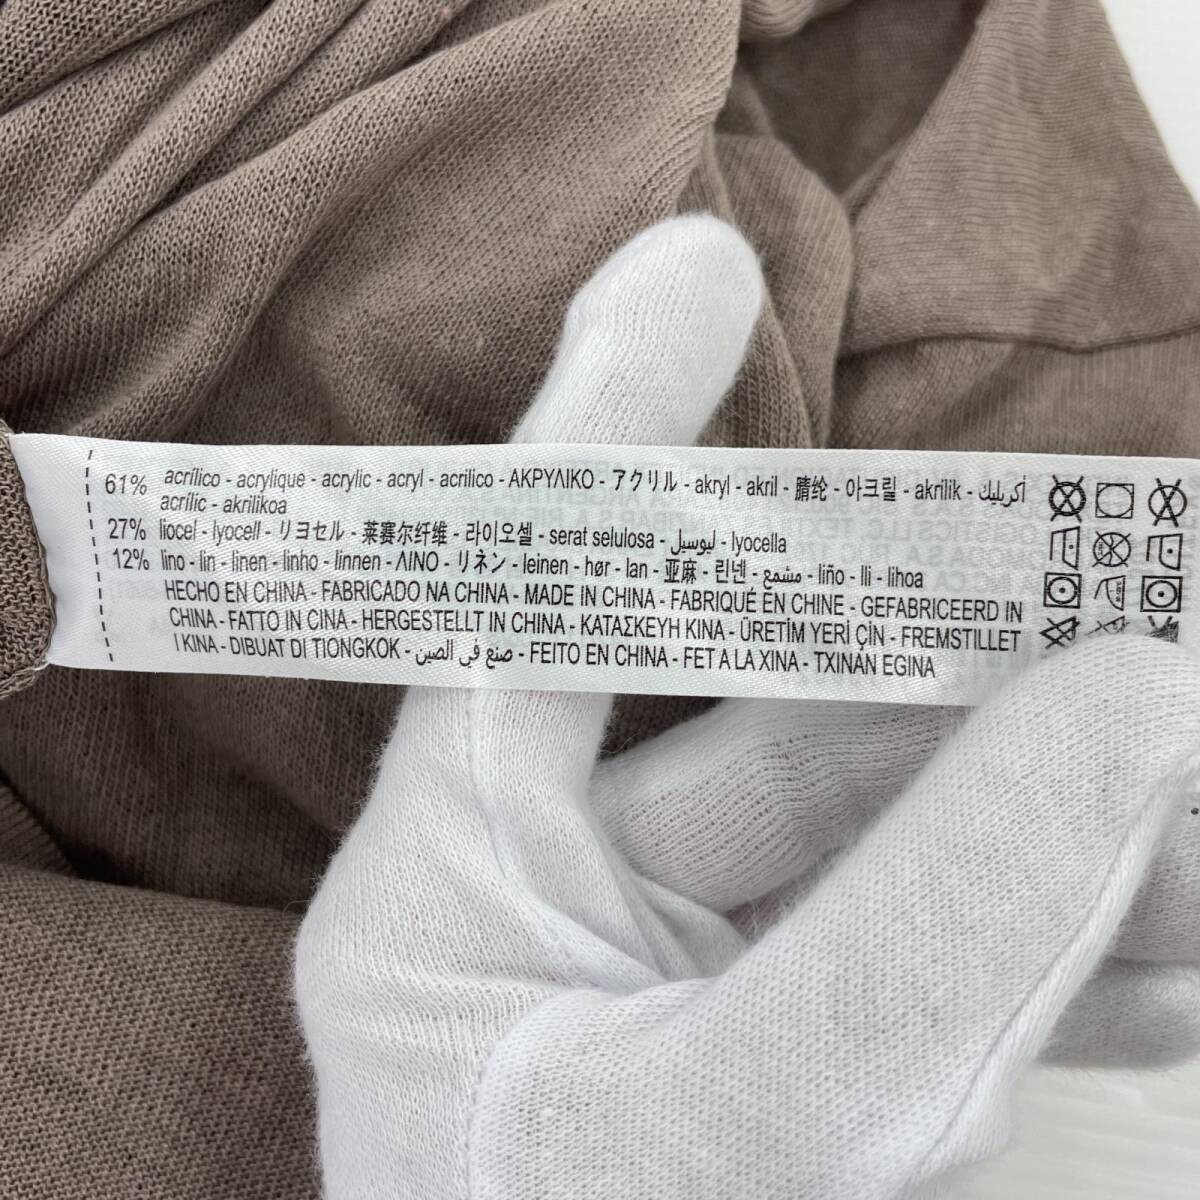 61% acrílico - acrylique - acrylic - acryl - acrilico - ΑΚΡΥΛΙΚΟ - アクリル - akryl - akril - 腈纶 - 아크릴 - akrilik - أكريليك
acrílic - akrilikoa
27% liocel - lyocell - リヨセル - 莱赛尔纤维 - 라이오셀 - serat selulosa - ليوسيل - lyocella
12% lino - lin - linen - linho - linnen - ΛΙΝΟ - リネン - leinen - hør - lan - 亚麻 - 린넨 - مشمع - liño - lli - lihoa
HECHO EN CHINA - FABRICADO NA CHINA - MADE IN CHINA - FABRIQUÉ EN CHINE - GEFABRICEERD IN
CHINA - FATTO IN CINA - HERGESTELLT IN CHINA - ΚΑΤΑΣΚΕΥΗ ΚΙΝΑ - ÜRETİM YERİ ÇİN - FREMSTILLET
I KINA - DIBUAT DI TIONGKOK - صنع في الصين - FEITO EN CHINA - FET A LA XINA - TXINAN EGINA